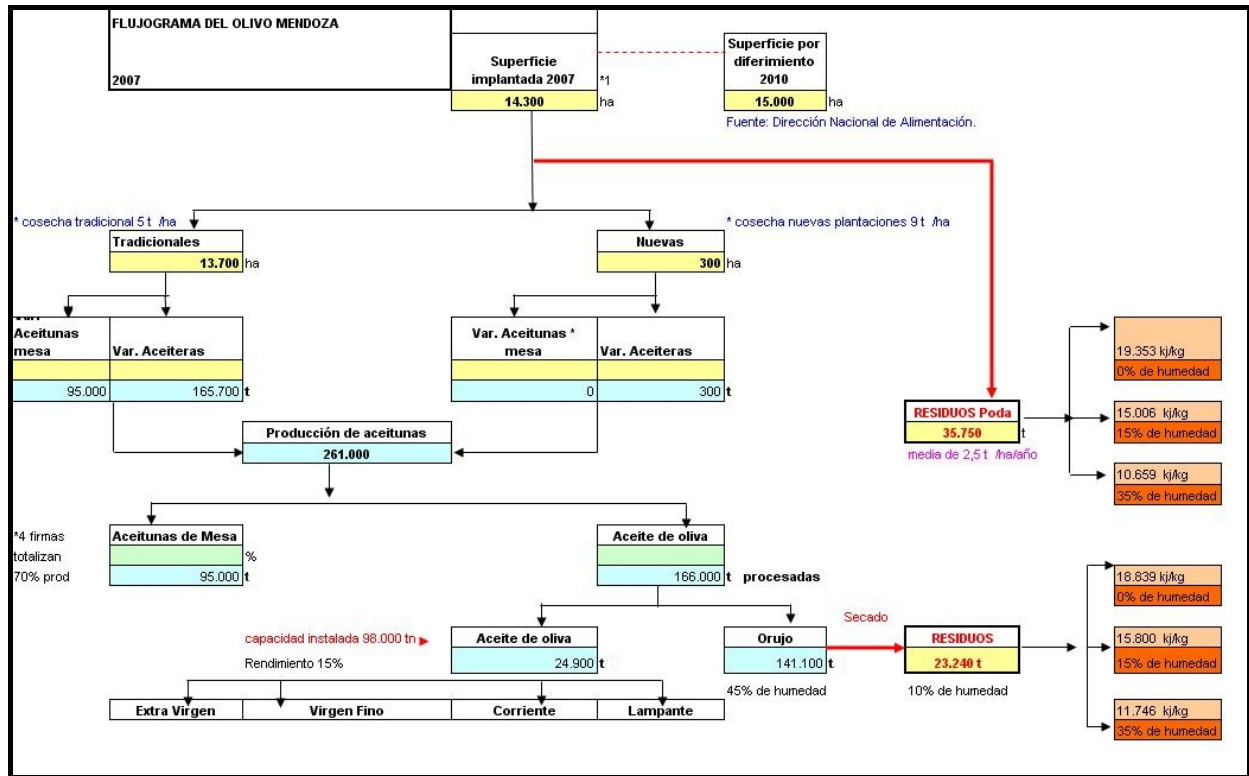 FLUJOGRAMA DEL OLIVO MENDOZA
2007
Superficie
implantada 2007
*1
14.300
ha
Superficie por
diferimiento
2010
15.000
ha
Fuente: Dirección Nacional de Alimentación.
* cosecha tradicional 5 t /ha
* cosecha nuevas plantaciones 9 t /ha
Tradicionales
13.700
ha
Nuevas
300
ha
Aceitunas
mesa
Var. Aceiteras
95.000
165.700
t
Var. Aceitunas *
mesa
Var. Aceiteras
0
300
t
Producción de aceitunas
261.000
RESIDUOS Poda
35.750
t
media de 2,5 t /ha/año
19.353 kj/kg
0% de humedad
15.006 kj/kg
15% de humedad
10.659 kj/kg
35% de humedad
*4 firmas
totalizan
70% prod
Aceitunas de Mesa
%
95.000
t
Aceite de oliva
166.000
t procesadas
capacidad instalada 98.000 tn
Rendimiento 15%
Aceite de oliva
24.900
t
Orujo
141.100
t
45% de humedad
Secado
RESIDUOS
23.240 t
10% de humedad
18.839 kj/kg
0% de humedad
15.800 kj/kg
15% de humedad
11.746 kj/kg
35% de humedad
Extra Virgen
Virgen Fino
Corriente
Lampante